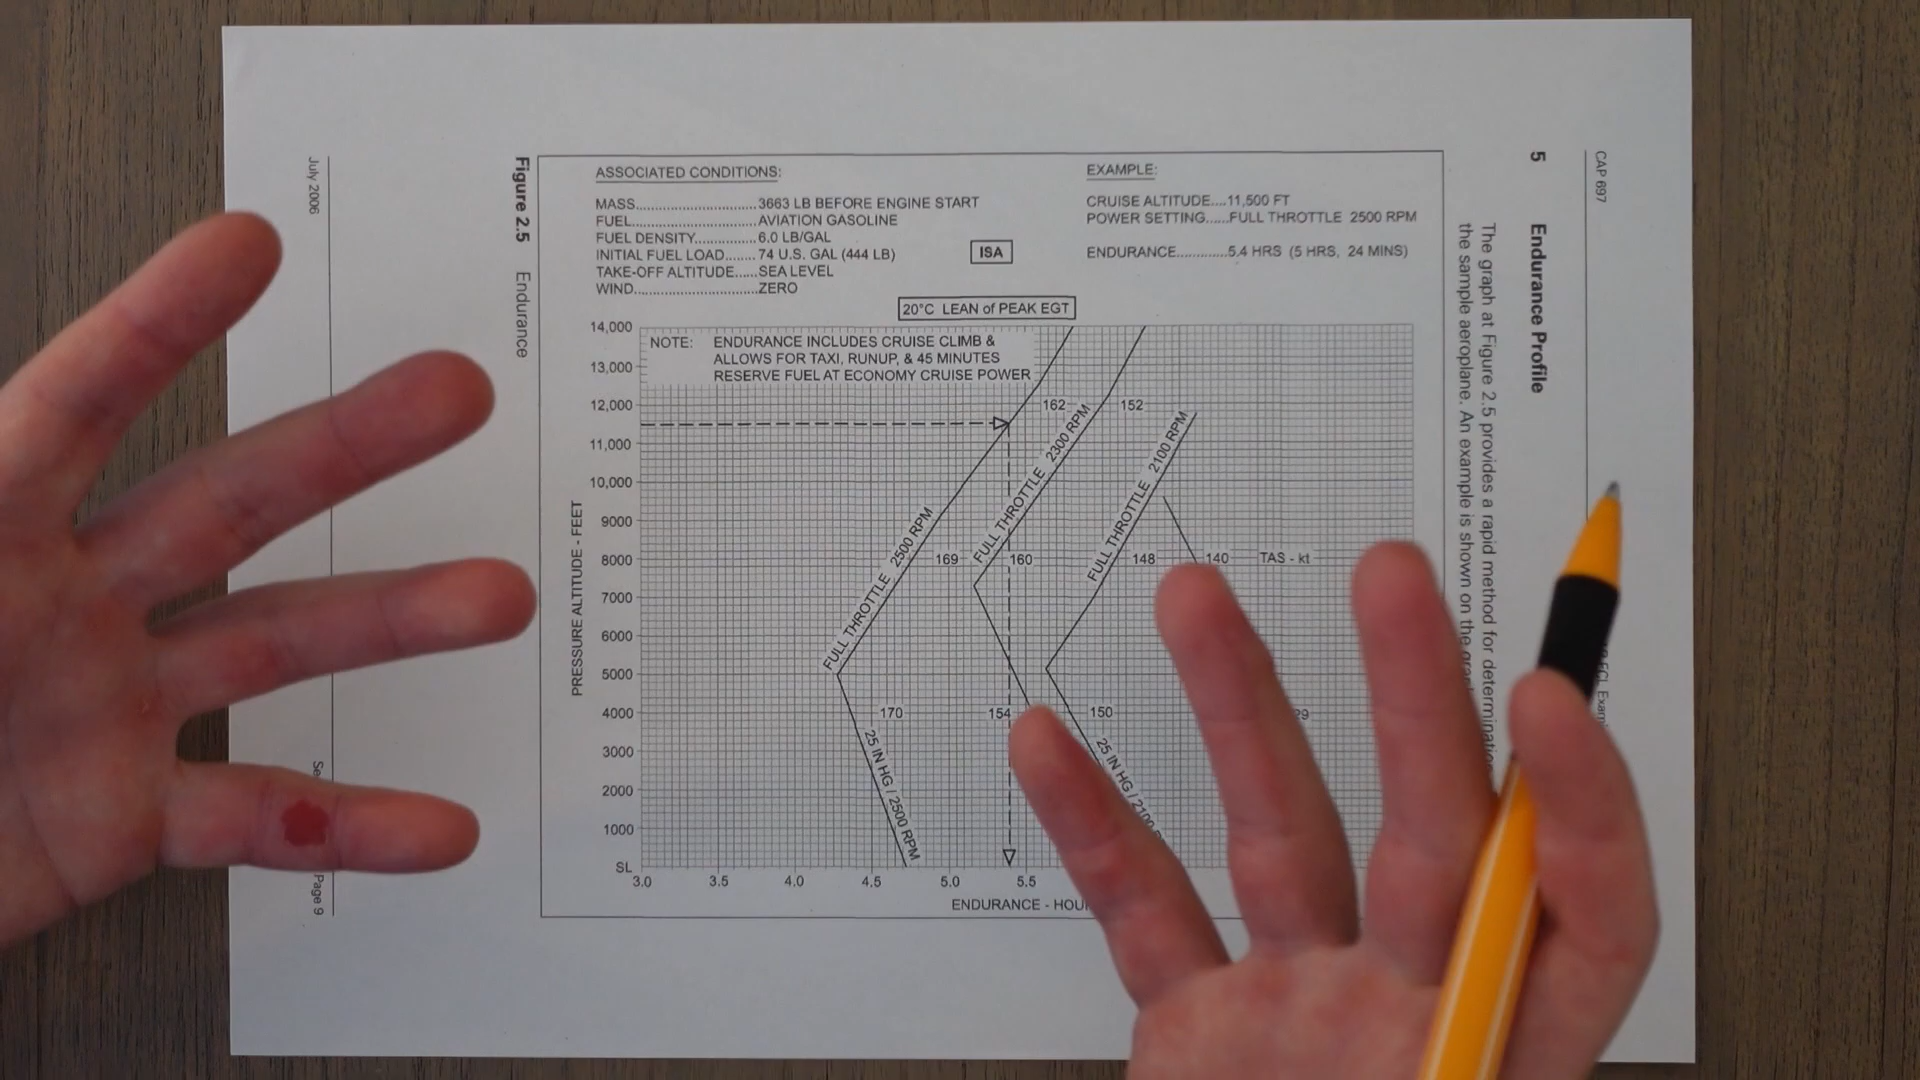 CAP 697
5 Endurance Profile
The graph at Figure 2.5 provides a rapid method for determination
the sample aeroplane. An example is shown on the
ASSOCIATED CONDITIONS:
MASS..............................3663 LB BEFORE ENGINE START
FUEL..............................AVIATION GASOLINE
FUEL DENSITY...............6.0 LB/GAL
INITIAL FUEL LOAD........74 U.S. GAL (444 LB)
TAKE-OFF ALTITUDE......SEA LEVEL
WIND..............................ZERO
ISA
EXAMPLE:
CRUISE ALTITUDE....11,500 FT
POWER SETTING......FULL THROTTLE 2500 RPM
ENDURANCE.............5.4 HRS (5 HRS, 24 MINS)
20°C LEAN of PEAK EGT
NOTE: ENDURANCE INCLUDES CRUISE CLIMB &
ALLOWS FOR TAXI, RUNUP, & 45 MINUTES
RESERVE FUEL AT ECONOMY CRUISE POWER
PRESSURE ALTITUDE - FEET
14,000
13,000
12,000
11,000
10,000
9000
8000
7000
6000
5000
4000
3000
2000
1000
SL
162
152
FULL THROTTLE 2500 RPM
FULL THROTTLE 2300 RPM
FULL THROTTLE 2100 RPM
169
160
148
140
TAS - kt
170
154
150
29
25 IN HG / 2500 RPM
25 IN HG / 2100
3.0 3.5 4.0 4.5 5.0 5.5
ENDURANCE -
Figure 2.5 Endurance
July 2006
Page 9